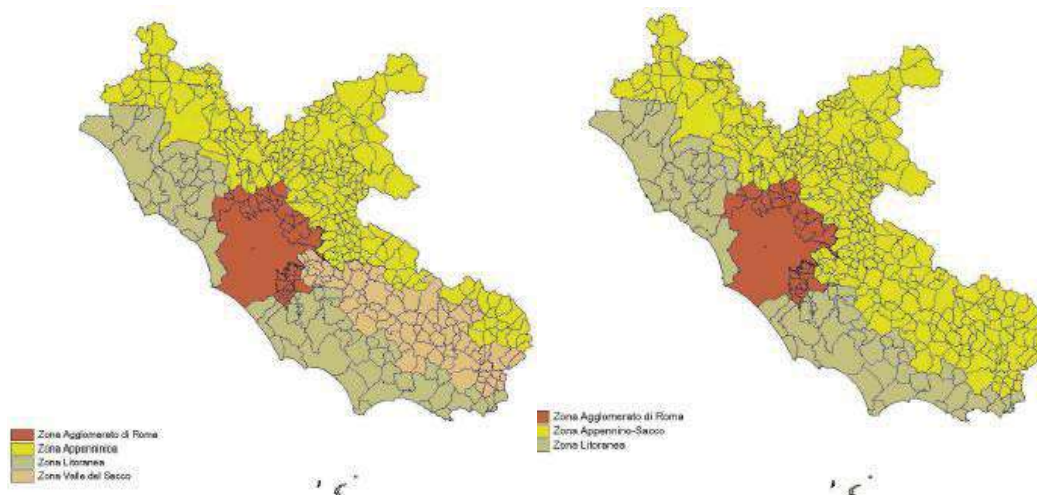 Zona Agglomerato di Roma
Zona Appenninica
Zona Litoranea
Zona Valle del Sacco
Zona Agglomerato di Roma
Zona Appennino-Sacco
Zona Litoranea